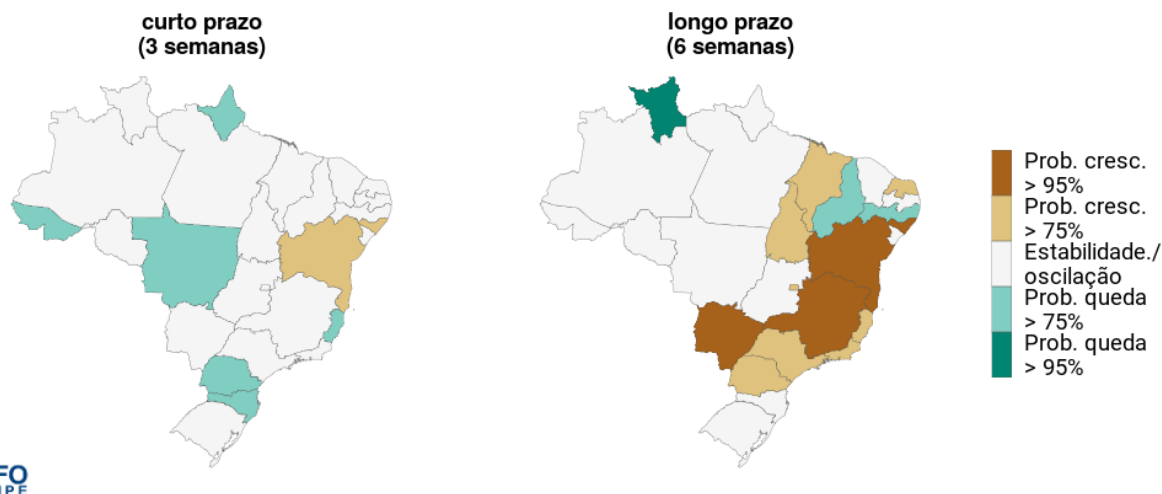 curto prazo
(3 semanas)
longo prazo
(6 semanas)
Prob. cresc.
> 95%
Prob. cresc.
> 75%
Estabilidade./
oscilação
Prob. queda
> 75%
Prob. queda
> 95%
FO